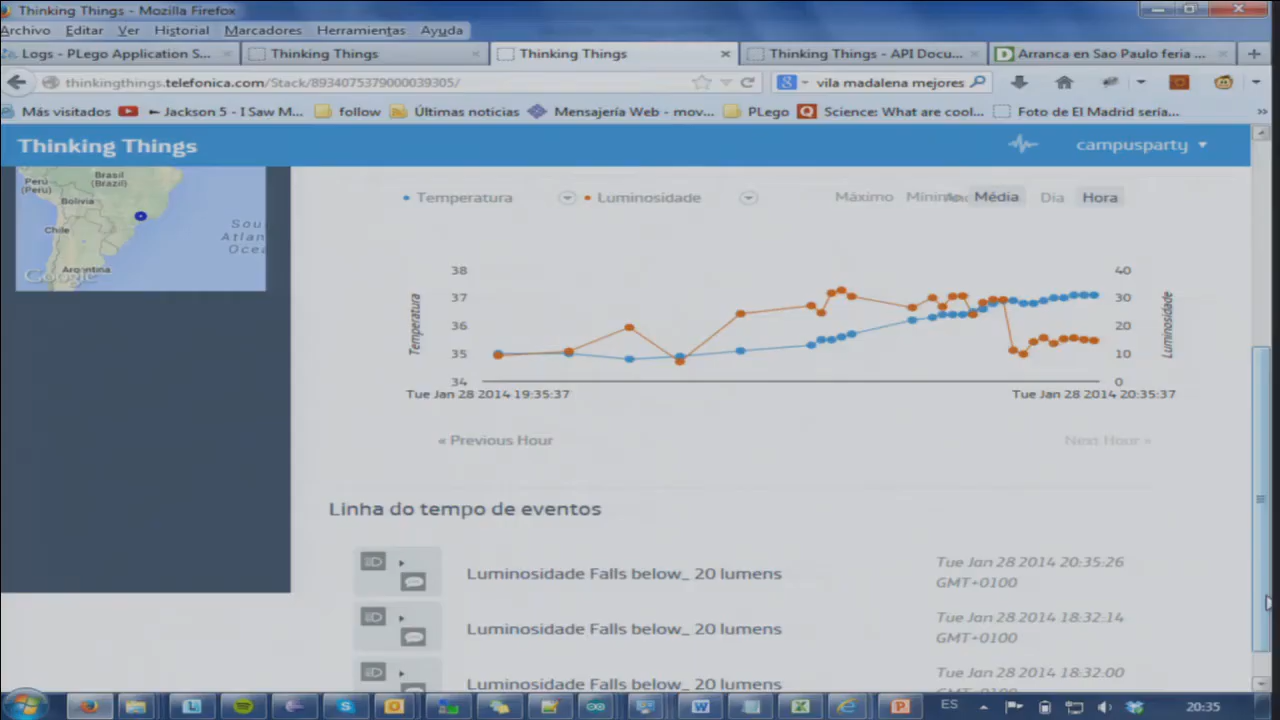 Thinking Things - Mozilla Firefox
Archivo Editar Ver Historial Marcadores Herramientas Ayuda
Logs - PLego Application S...
Thinking Things
Thinking Things
Thinking Things - API Docu...
Arranca en Sao Paulo feria ...
thinkingthings.telefonica.com/Stack/8934075379000039305/
vila madalena mejores
Más visitados
Jackson 5 - I Saw M...
follow
Últimas noticias
Mensajería Web - mov...
PLego
Science: What are cool...
Foto de El Madrid sería...
Thinking Things
campusparty
Brasil
(Brazil)
Perú
(Peru)
Bolivia
Chile
Argentina
Sou
Atlan
Ocea
Google
Temperatura
Luminosidade
Máximo
Média
Dia
Hora
38
37
36
35
34
Temperatura
40
30
20
10
0
Luminosidade
Tue Jan 28 2014 19:35:37
Tue Jan 28 2014 20:35:37
« Previous Hour
Next Hour »
Linha do tempo de eventos
Luminosidade Falls below_ 20 lumens
Tue Jan 28 2014 20:35:26
GMT+0100
Luminosidade Falls below_ 20 lumens
Tue Jan 28 2014 18:32:14
GMT+0100
Luminosidade Falls below_ 20 lumens
Tue Jan 28 2014 18:32:00
ES
20:35